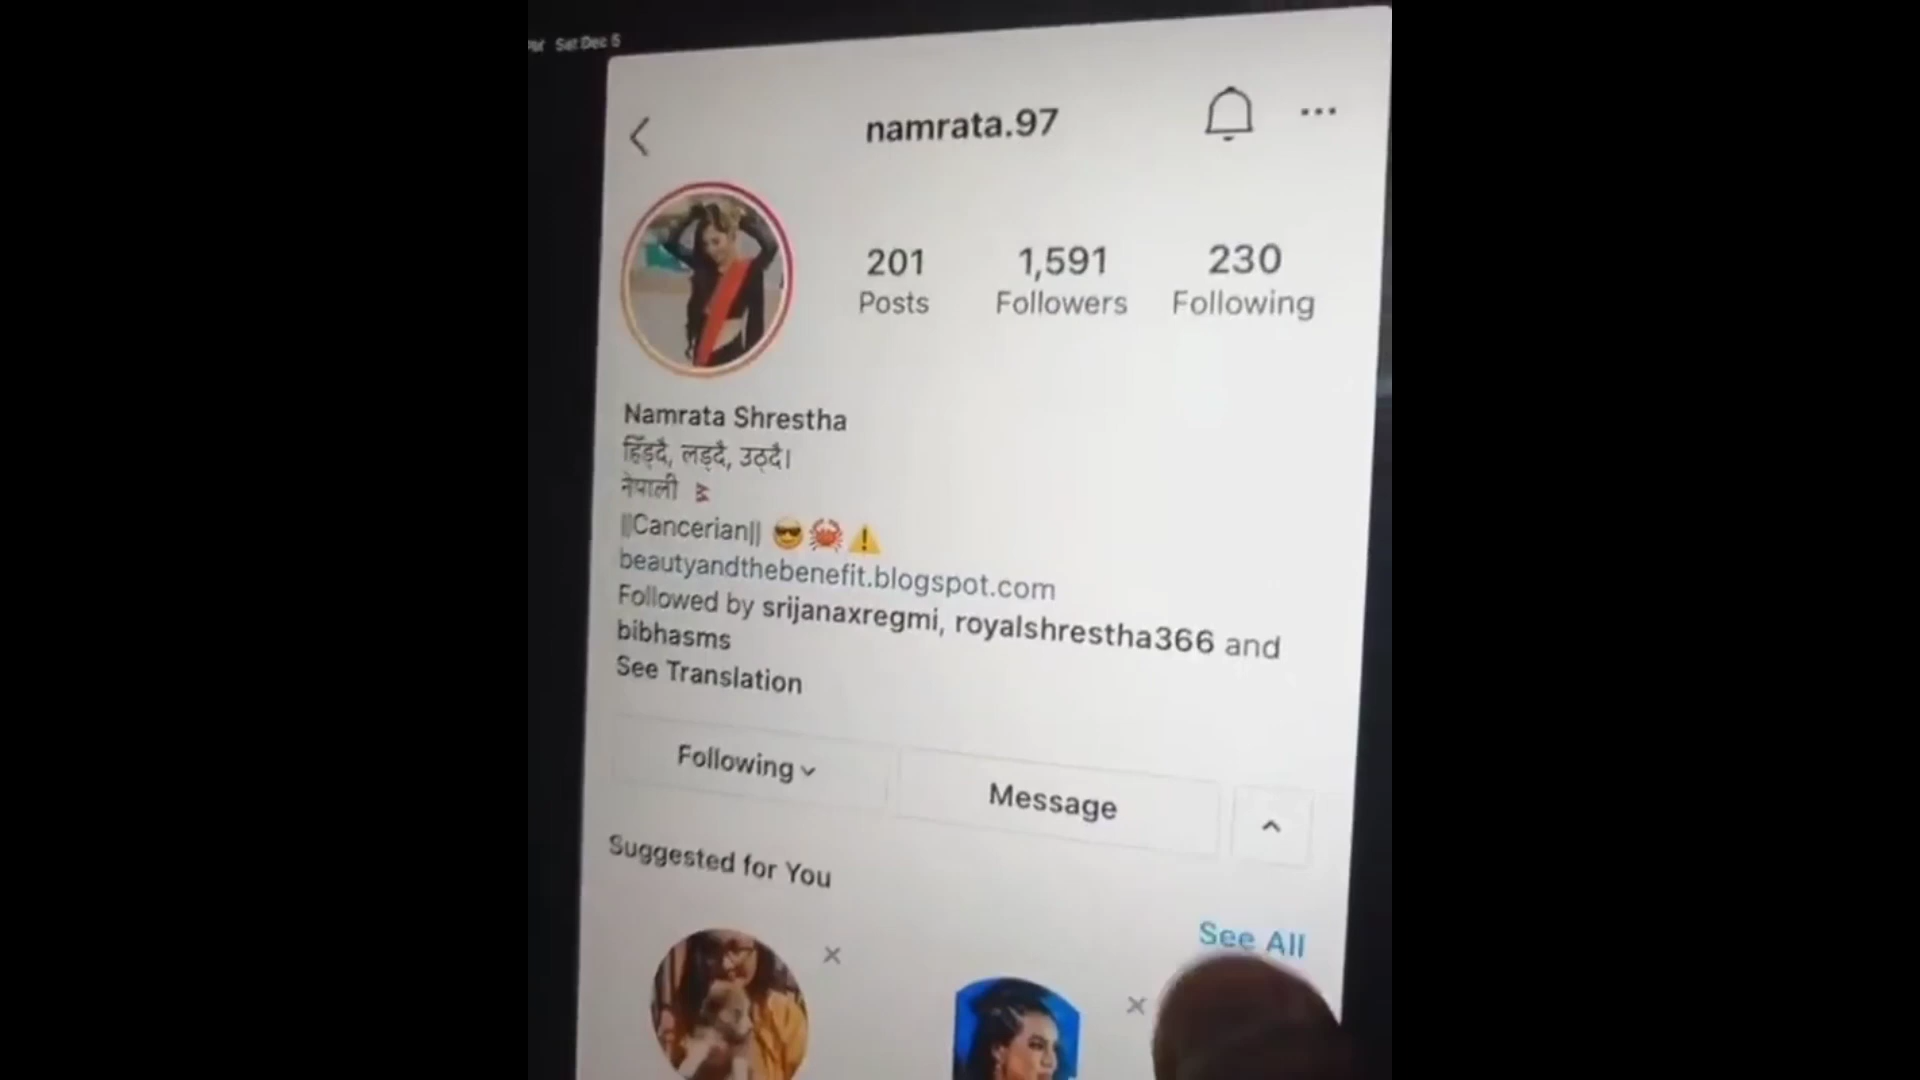 Sat Dec 5
namrata.97
201 1,591 230
Posts Followers Following
Namrata Shrestha
हिँड्दै, लड्दै, उठ्दै।
नेपाली
||Cancerian||
beautyandthebenefit.blogspot.com
Followed by srijanaxregmi, royalshrestha366 and
bibhasms
See Translation
Following
Message
Suggested for You
See All